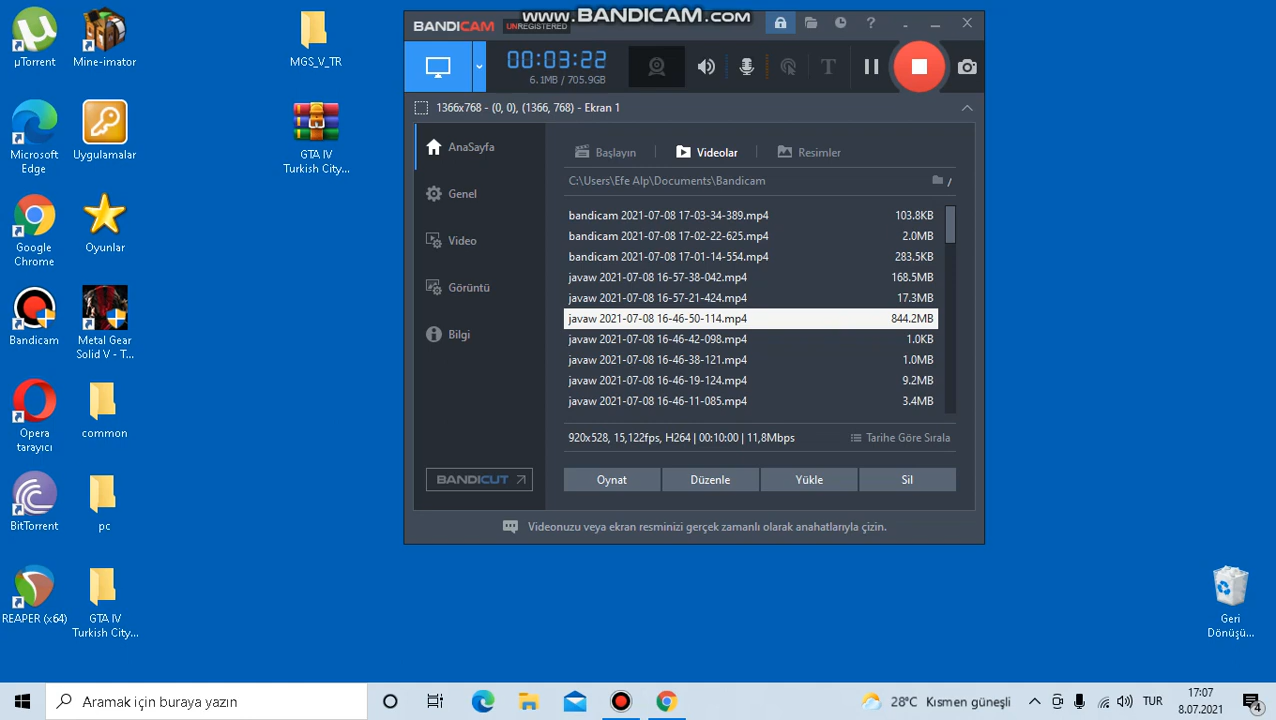 www.BANDICAM.com
BANDICAM UNREGISTERED
00:03:22
6.1MB / 705.9GB
T
1366x768 - (0, 0), (1366, 768) - Ekran 1
AnaSayfa
Genel
Video
Görüntü
Bilgi
BANDICUT
Başlayın
Videolar
Resimler
C:\Users\Efe Alp\Documents\Bandicam
/
bandicam 2021-07-08 17-03-34-389.mp4 103.8KB
bandicam 2021-07-08 17-02-22-625.mp4 2.0MB
bandicam 2021-07-08 17-01-14-554.mp4 283.5KB
javaw 2021-07-08 16-57-38-042.mp4 168.5MB
javaw 2021-07-08 16-57-21-424.mp4 17.3MB
javaw 2021-07-08 16-46-50-114.mp4 844.2MB
javaw 2021-07-08 16-46-42-098.mp4 1.0KB
javaw 2021-07-08 16-46-38-121.mp4 1.0MB
javaw 2021-07-08 16-46-19-124.mp4 9.2MB
javaw 2021-07-08 16-46-11-085.mp4 3.4MB
920x528, 15,122fps, H264 | 00:10:00 | 11,8Mbps
Tarihe Göre Sırala
Oynat
Düzenle
Yükle
Sil
Videonuzu veya ekran resminizi gerçek zamanlı olarak anahatlarıyla çizin.
µTorrent
Mine-imator
MGS_V_TR
Microsoft
Edge
Uygulamalar
GTA IV
Turkish City...
Google
Chrome
Oyunlar
Bandicam
Metal Gear
Solid V - T...
Opera
tarayıcı
common
BitTorrent
pc
REAPER (x64)
GTA IV
Turkish City...
Geri
Dönüşü...
Aramak için buraya yazın
28°C Kısmen güneşli
TUR
17:07
8.07.2021
4